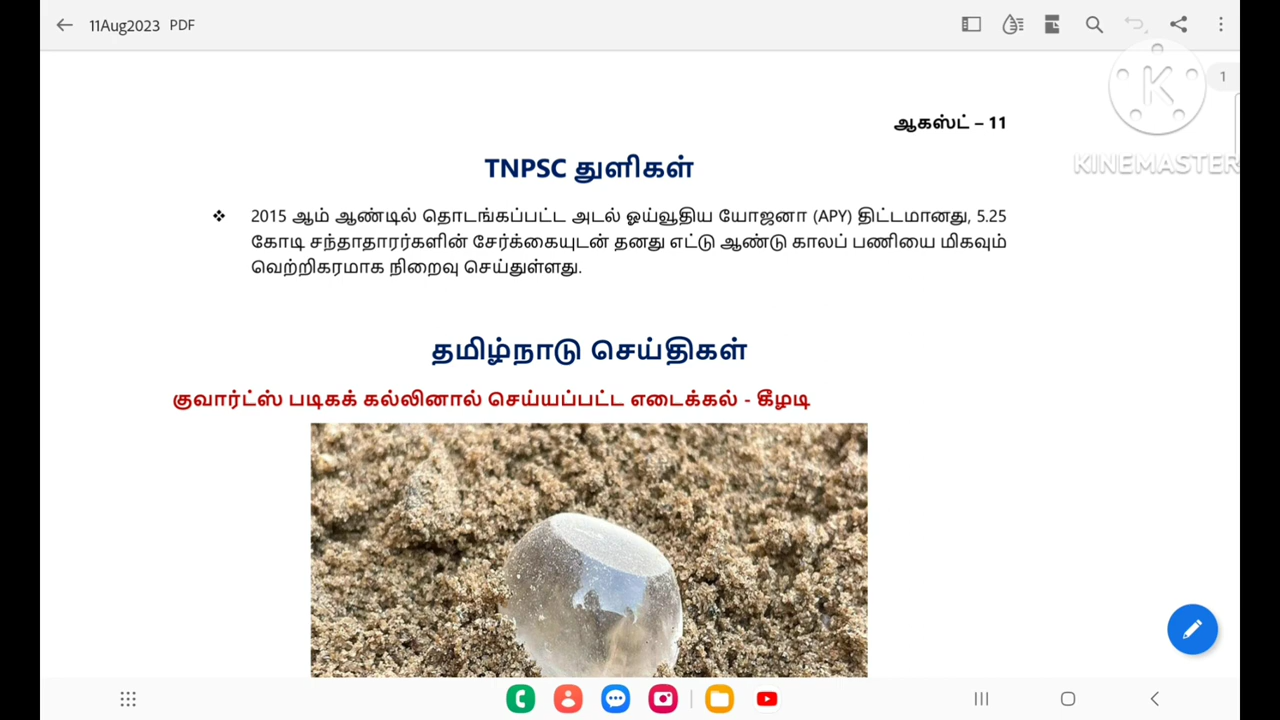 11Aug2023 PDF
1
KINEMASTER
ஆகஸ்ட் – 11
TNPSC துளிகள்
❖ 2015 ஆம் ஆண்டில் தொடங்கப்பட்ட அடல் ஓய்வூதிய யோஜனா (APY) திட்டமானது, 5.25
கோடி சந்தாதாரர்களின் சேர்க்கையுடன் தனது எட்டு ஆண்டு காலப் பணியை மிகவும்
வெற்றிகரமாக நிறைவு செய்துள்ளது.
தமிழ்நாடு செய்திகள்
குவார்ட்ஸ் படிகக் கல்லினால் செய்யப்பட்ட எடைக்கல் - கீழடி